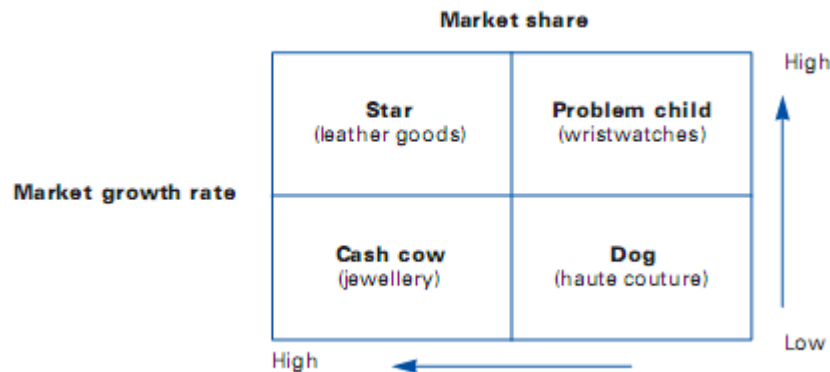 Market share
High
Star
(leather goods)
Problem child
(wristwatches)
Market growth rate
Cash cow
(jewellery)
Dog
(haute couture)
Low
High